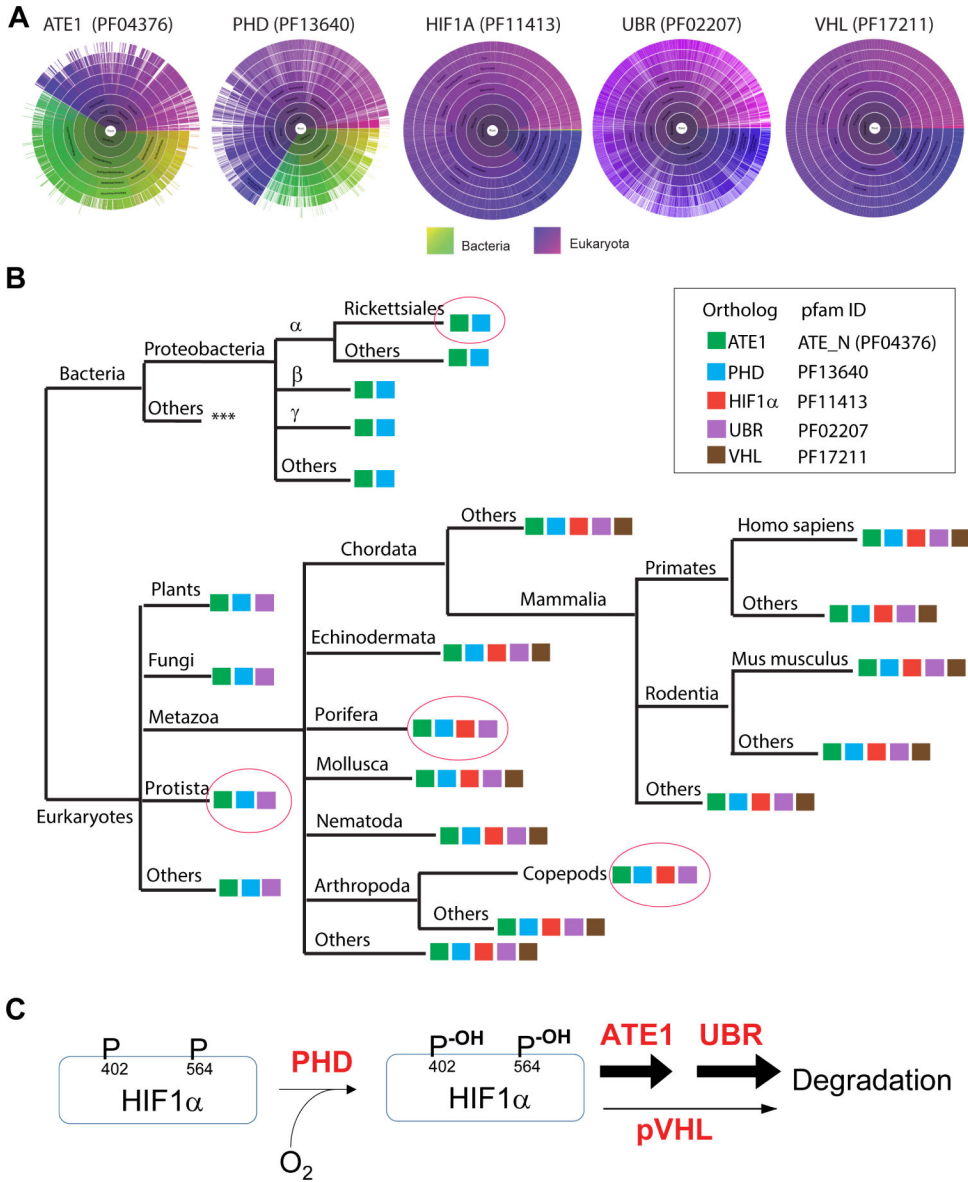 A
ATE1 (PF04376)
PHD (PF13640)
HIF1A (PF11413)
UBR (PF02207)
VHL (PF17211)
Bacteria
Eukaryota
B
Rickettsiales
α
Proteobacteria
Others
Bacteria
β
Others
***
γ
Others
Ortholog pfam ID
ATE1 ATE_N (PF04376)
PHD PF13640
HIF1α PF11413
UBR PF02207
VHL PF17211
Others
Homo sapiens
Chordata
Primates
Plants
Mammalia
Others
Echinodermata
Fungi
Mus musculus
Rodentia
Metazoa
Porifera
Others
Mollusca
Protista
Others
Eurkaryotes
Nematoda
Copepods
Others
Arthropoda
Others
Others
C
P
402
P
564
HIF1α
PHD
O2
P-OH
402
P-OH
564
HIF1α
ATE1
UBR
pVHL
Degradation